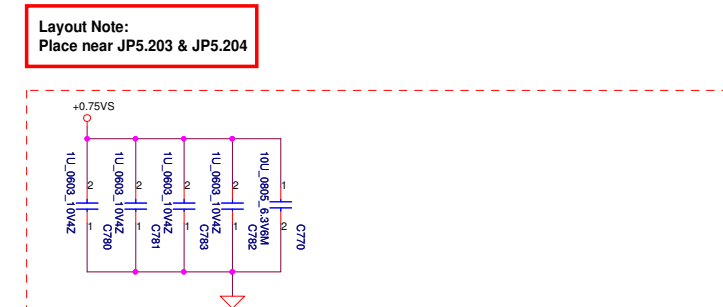 Layout Note:
Place near JP5.203 & JP5.204
+0.75VS
1U_0603_10V4Z
2
1
C780
1U_0603_10V4Z
2
1
C781
1U_0603_10V4Z
2
1
C783
1U_0603_10V4Z
2
1
C782
10U_0805_6.3V6M
1
2
C770